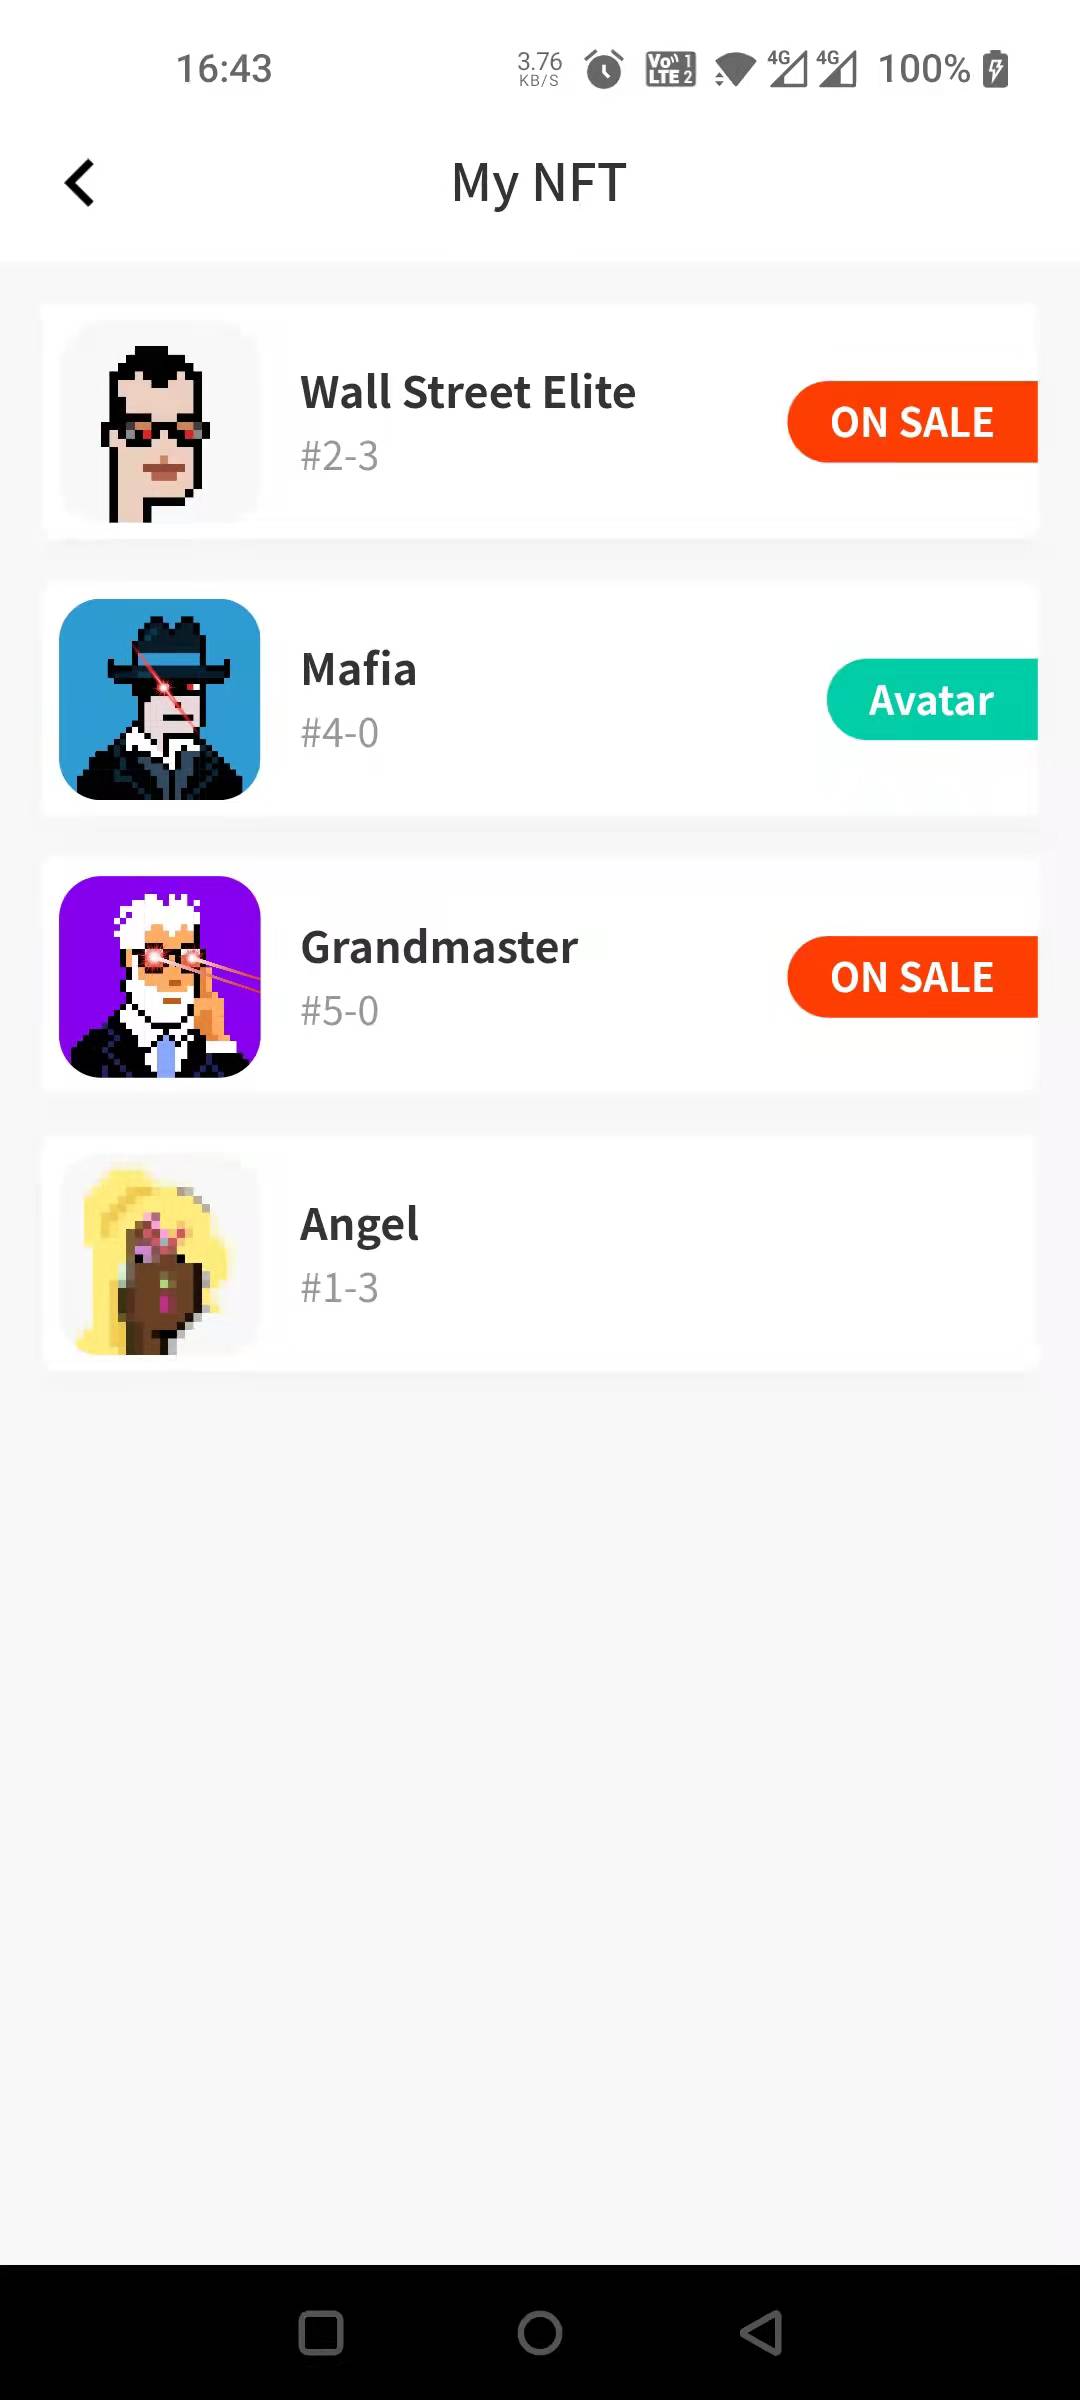 16:43
3.76
KB/S
Vo 1
LTE 2
4G
4G
100%
My NFT
Wall Street Elite
#2-3
ON SALE
Mafia
#4-0
Avatar
Grandmaster
#5-0
ON SALE
Angel
#1-3